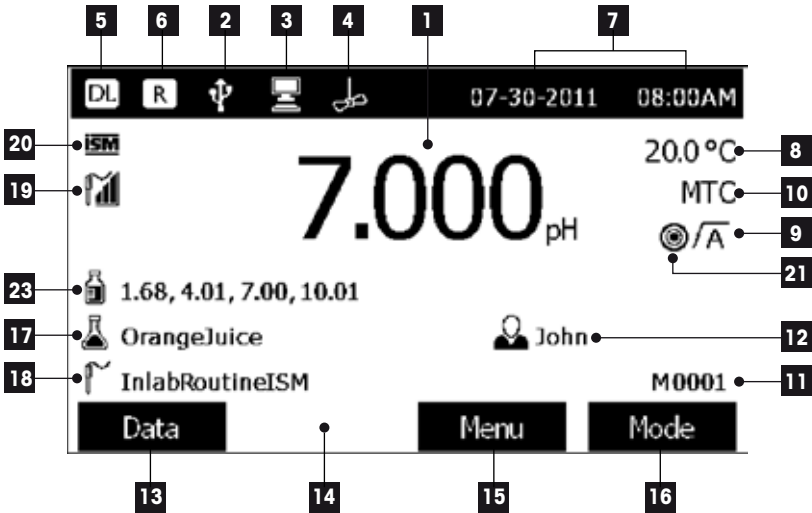 5 6 2 3 4 1 7
DL R 07-30-2011 08:00AM
20 ISM 20.0 °C 8
19 7.000 pH MTC 10
/A 9
21
23 1.68, 4.01, 7.00, 10.01
17 OrangeJuice John 12
18 InlabRoutineISM M0001 11
Data Menu Mode
13 14 15 16